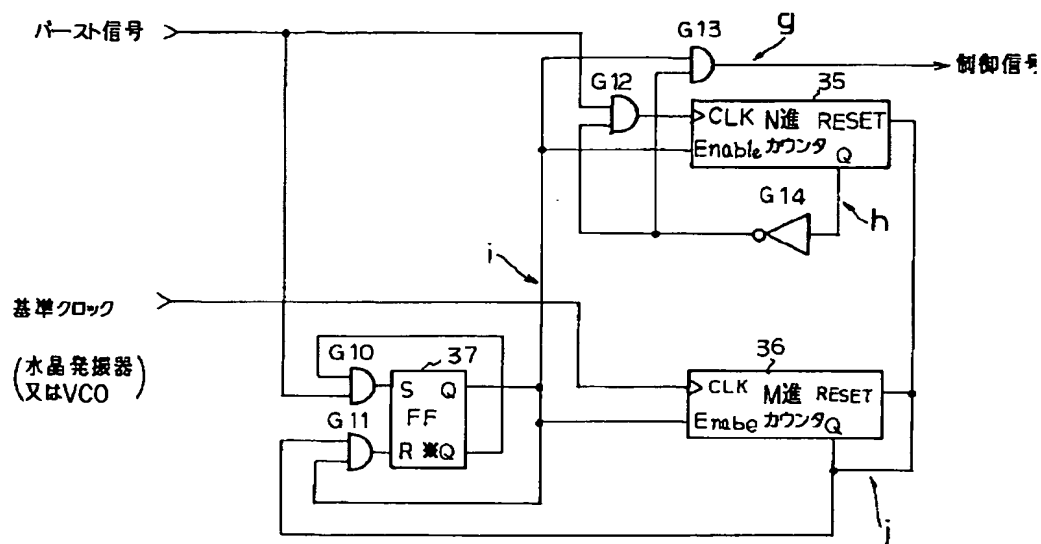 バースト信号
G13
g
制御信号
G12
35
CLK N進 RESET
Enable カウンタ Q
G14
h
i
基準クロック
(水晶発振器
又はVCO)
G10
37
S Q
FF
R ※Q
G11
36
CLK M進 RESET
Enabe カウンタ Q
j